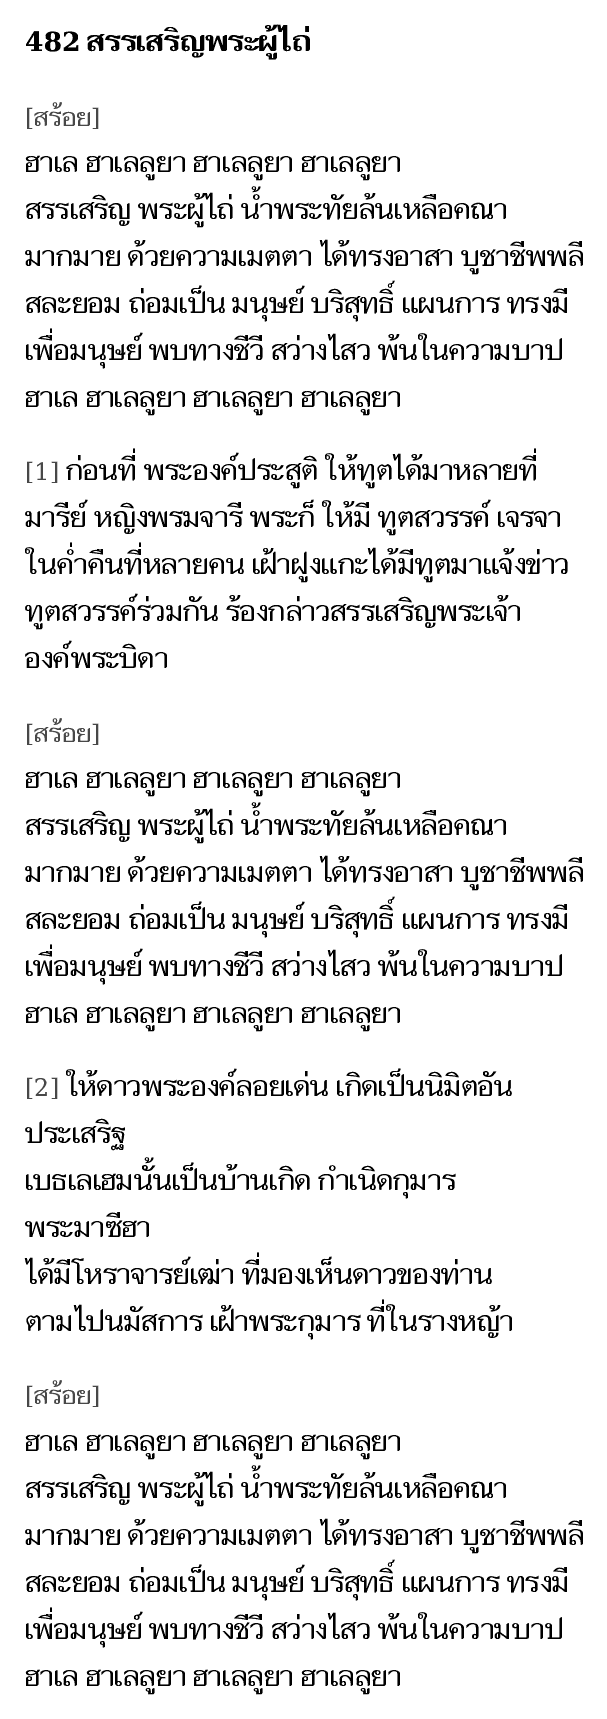 482 สรรเสริญพระผู้ไถ่
[สร้อย]
ฮาเล ฮาเลลูยา ฮาเลลูยา ฮาเลลูยา
สรรเสริญ พระผู้ไถ่ น้ำพระทัยล้นเหลือคณา
มากมาย ด้วยความเมตตา ได้ทรงอาสา บูชาชีพพลี
สละยอม ถ่อมเป็น มนุษย์ บริสุทธิ์ แผนการ ทรงมี
เพื่อมนุษย์ พบทางชีวี สว่างไสว พ้นในความบาป
ฮาเล ฮาเลลูยา ฮาเลลูยา ฮาเลลูยา
[1] ก่อนที่ พระองค์ประสูติ ให้ทูตได้มาหลายที่
มารีย์ หญิงพรมจารี พระก็ ให้มี ทูตสวรรค์ เจรจา
ในค่ำคืนที่หลายคน เฝ้าฝูงแกะได้มีทูตมาแจ้งข่าว
ทูตสวรรค์ร่วมกัน ร้องกล่าวสรรเสริญพระเจ้า
องค์พระบิดา
[สร้อย]
ฮาเล ฮาเลลูยา ฮาเลลูยา ฮาเลลูยา
สรรเสริญ พระผู้ไถ่ น้ำพระทัยล้นเหลือคณา
มากมาย ด้วยความเมตตา ได้ทรงอาสา บูชาชีพพลี
สละยอม ถ่อมเป็น มนุษย์ บริสุทธิ์ แผนการ ทรงมี
เพื่อมนุษย์ พบทางชีวี สว่างไสว พ้นในความบาป
ฮาเล ฮาเลลูยา ฮาเลลูยา ฮาเลลูยา
[2] ให้ดาวพระองค์ลอยเด่น เกิดเป็นนิมิตอัน
ประเสริฐ
เบธเลเฮมนั้นเป็นบ้านเกิด กำเนิดกุมาร
พระมาซีฮา
ได้มีโหราจารย์เฒ่า ที่มองเห็นดาวของท่าน
ตามไปนมัสการ เฝ้าพระกุมาร ที่ในรางหญ้า
[สร้อย]
ฮาเล ฮาเลลูยา ฮาเลลูยา ฮาเลลูยา
สรรเสริญ พระผู้ไถ่ น้ำพระทัยล้นเหลือคณา
มากมาย ด้วยความเมตตา ได้ทรงอาสา บูชาชีพพลี
สละยอม ถ่อมเป็น มนุษย์ บริสุทธิ์ แผนการ ทรงมี
เพื่อมนุษย์ พบทางชีวี สว่างไสว พ้นในความบาป
ฮาเล ฮาเลลูยา ฮาเลลูยา ฮาเลลูยา